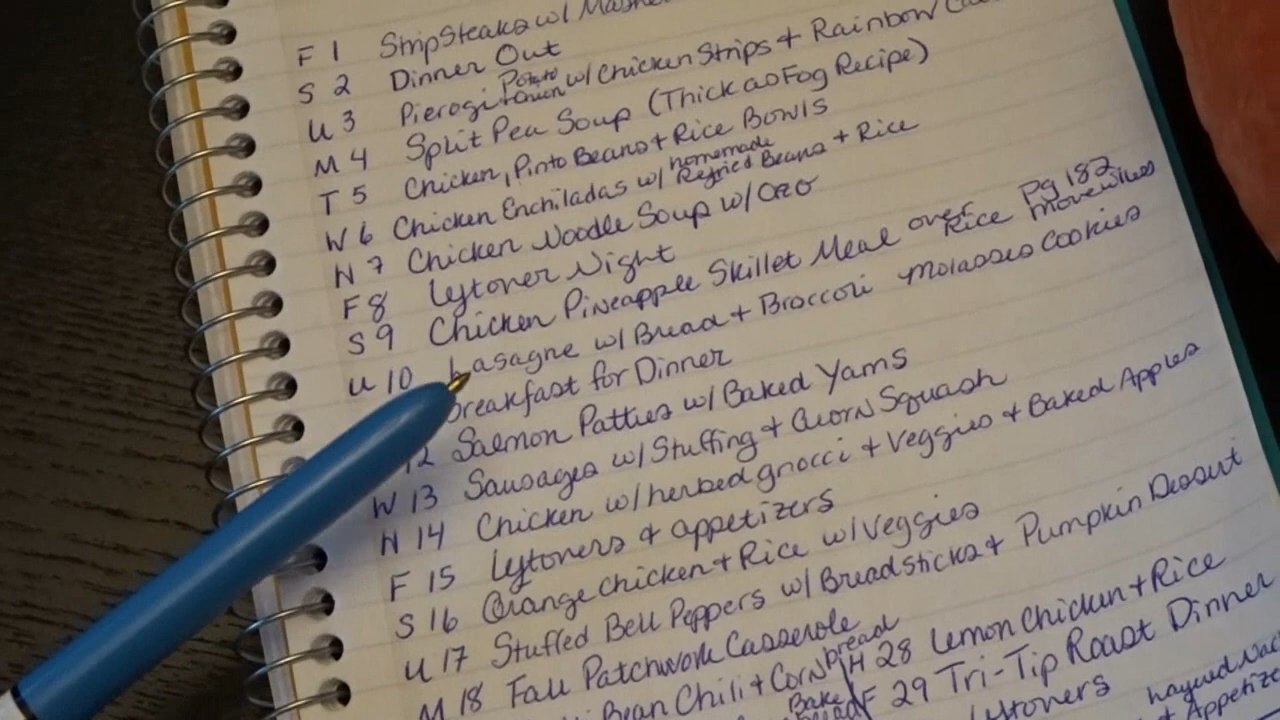 F 1 Strip Steaks w/ Mashe
S 2 Dinner Out
U 3 Pierogi Potato + Onion w/ Chicken Strips + Rainbow
M 4 Split Pea Soup (Thick as Fog Recipe)
T 5 Chicken, Pinto Beans + Rice Bowls
W 6 Chicken Enchiladas w/ homemade Refried Beans + Rice
H 7 Chicken Noodle Soup w/
F 8 Leftover Night
S 9 Chicken Pineapple Skillet Meal over Rice pg 182
U 10 Lasagne w/ Bread + Broccoli Molasses Cookies
Breakfast for Dinner
12 Salmon Patties w/ Baked Yams
W 13 Sausages w/ Stuffing + Acorn Squash
H 14 Chicken w/ herbed gnocci + Veggies + Baked Apples
F 15 Leftovers + appetizers
S 16 Orange Chicken + Rice w/ Veggies
U 17 Stuffed Bell Peppers w/ Breadsticks + Pumpkin Dessert
M 18 Fall Patchwork Casserole
Bean Chili + Cornbread
H 28 Lemon Chicken + Rice
F 29 Tri-Tip Roast Dinner
Leftovers
+ Appetize